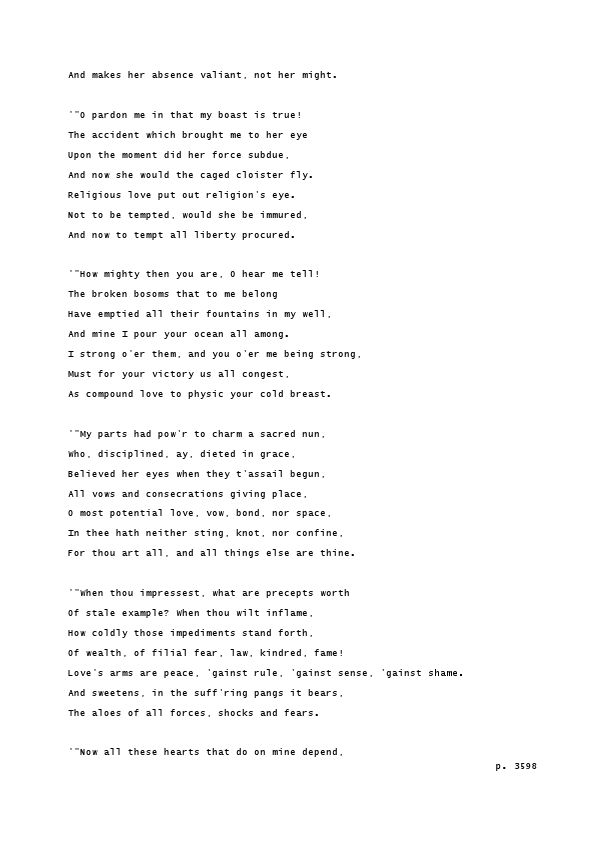 And makes her absence valiant, not her might.

'"O pardon me in that my boast is true!
The accident which brought me to her eye
Upon the moment did her force subdue,
And now she would the caged cloister fly.
Religious love put out religion's eye.
Not to be tempted, would she be immured,
And now to tempt all liberty procured.

'"How mighty then you are, O hear me tell!
The broken bosoms that to me belong
Have emptied all their fountains in my well,
And mine I pour your ocean all among.
I strong o'er them, and you o'er me being strong,
Must for your victory us all congest,
As compound love to physic your cold breast.

'"My parts had pow'r to charm a sacred nun,
Who, disciplined, ay, dieted in grace,
Believed her eyes when they t'assail begun,
All vows and consecrations giving place,
O most potential love, vow, bond, nor space,
In thee hath neither sting, knot, nor confine,
For thou art all, and all things else are thine.

'"When thou impressest, what are precepts worth
Of stale example? When thou wilt inflame,
How coldly those impediments stand forth,
Of wealth, of filial fear, law, kindred, fame!
Love's arms are peace, 'gainst rule, 'gainst sense, 'gainst shame.
And sweetens, in the suff'ring pangs it bears,
The aloes of all forces, shocks and fears.

'"Now all these hearts that do on mine depend,
p. 3598